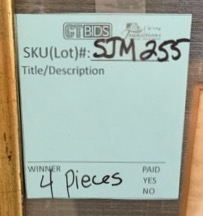 CTBIDS
SKU(Lot)#: SJM 255
Title/Description
WINNER PAID
4 pieces YES
NO